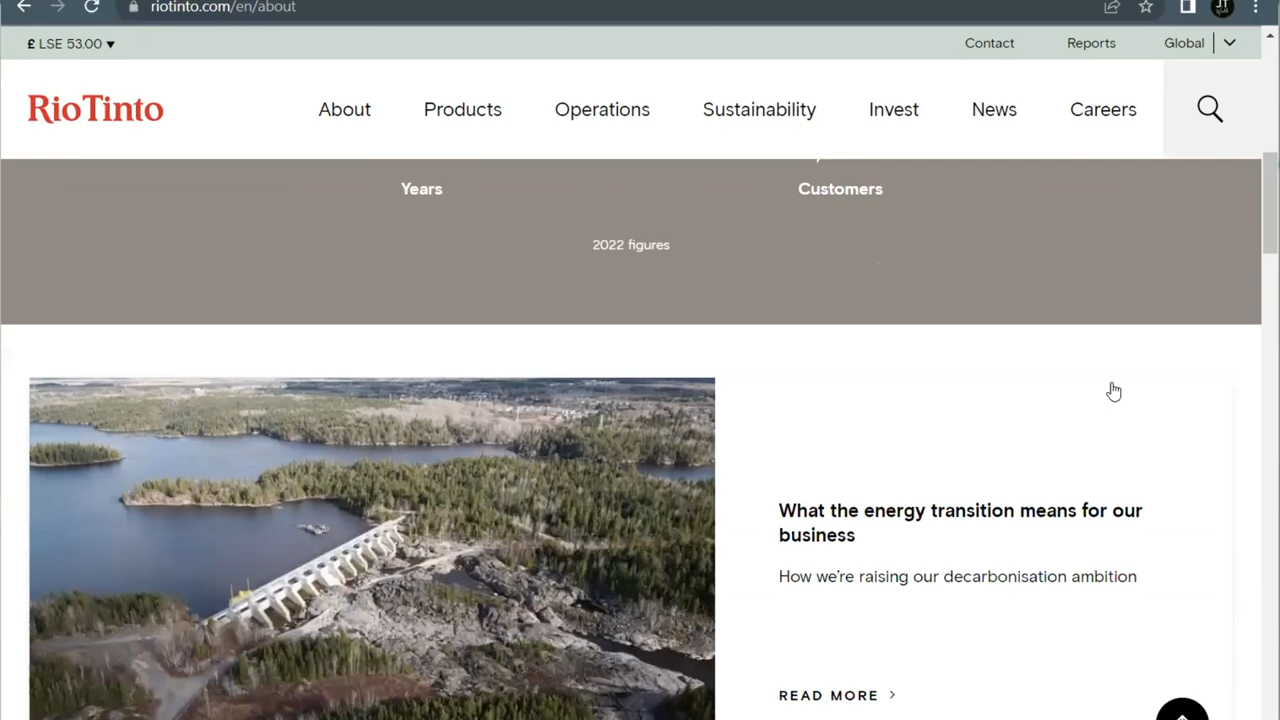 riotinto.com/en/about
JT
£ LSE 53.00 ▾
Contact Reports Global
RioTinto
About Products Operations Sustainability Invest News Careers
Years Customers
2022 figures
What the energy transition means for our
business
How we're raising our decarbonisation ambition
READ MORE >